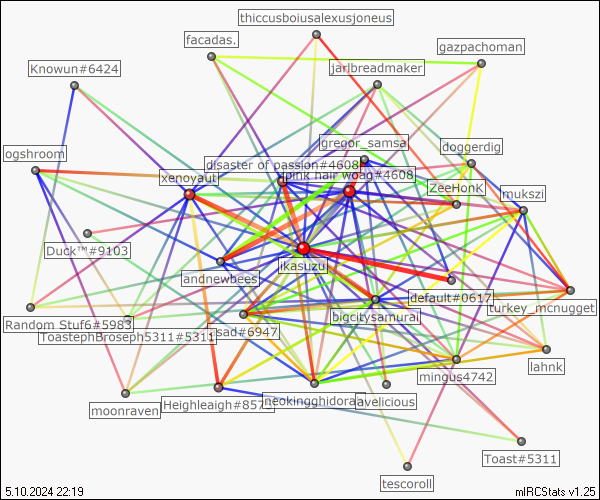 thiccusboiusalexusjoneus
facadas.
gazpachoman
Knowun#6424
jarlbreadmaker
gregor_samsa
doggerdig
ogshroom
disaster of passion#4608
pink hair woag#4608
xenoyaut
ZeeHonK
mukszi
Duck™#9103
ikasuzu
andnewbees
default#0617
turkey_mcnugget
Random Stuf6#5983
ToastephBroseph5311#5311
sad#6947
bigcitysamurai
lahnk
mingus4742
moonraven
Heighleaigh#857
neokingghidorah
avelicious
Toast#5311
tescoroll
5.10.2024 22:19
mIRCStats v1.25